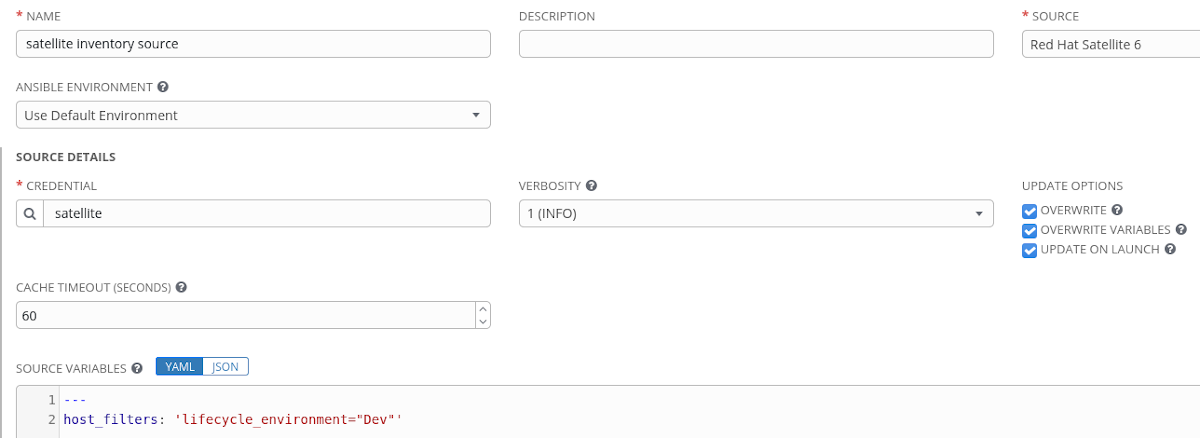 * NAME
DESCRIPTION
* SOURCE
satellite inventory source
Red Hat Satellite 6
ANSIBLE ENVIRONMENT ?
Use Default Environment
SOURCE DETAILS
* CREDENTIAL
VERBOSITY ?
UPDATE OPTIONS
satellite
1 (INFO)
OVERWRITE ?
OVERWRITE VARIABLES ?
UPDATE ON LAUNCH ?
CACHE TIMEOUT (SECONDS) ?
60
SOURCE VARIABLES ? YAML JSON
1 ---
2 host_filters: 'lifecycle_environment="Dev"'